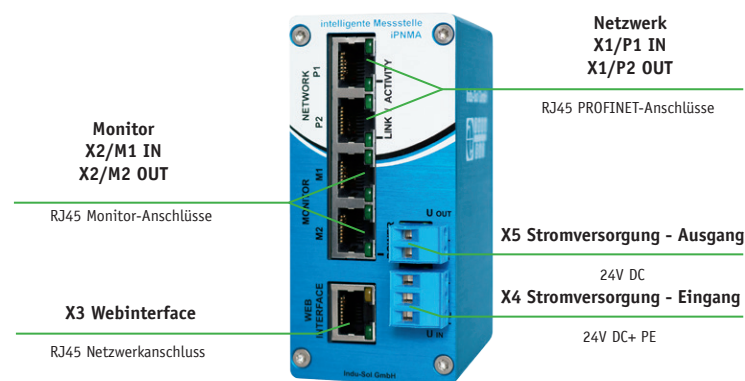 intelligente Messstelle
iPNMA
Netzwerk
X1/P1 IN
X1/P2 OUT
RJ45 PROFINET-Anschlüsse
Monitor
X2/M1 IN
X2/M2 OUT
RJ45 Monitor-Anschlüsse
NETWORK
P1
P2
LINK / ACTIVITY
MONITOR
M1
M2
U OUT
X5 Stromversorgung - Ausgang
24V DC
X4 Stromversorgung - Eingang
24V DC+ PE
X3 Webinterface
RJ45 Netzwerkanschluss
WEB
INTERFACE
U IN
Indu-Sol GmbH